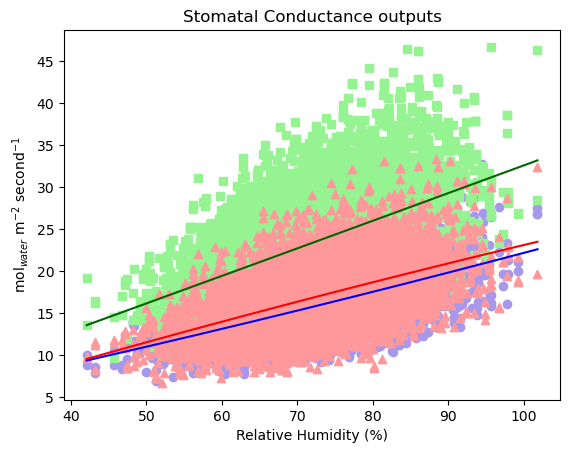 Stomatal Conductance outputs
45
40
35
30
25
20
15
10
5
mol_water m⁻² second⁻¹
40 50 60 70 80 90 100
Relative Humidity (%)